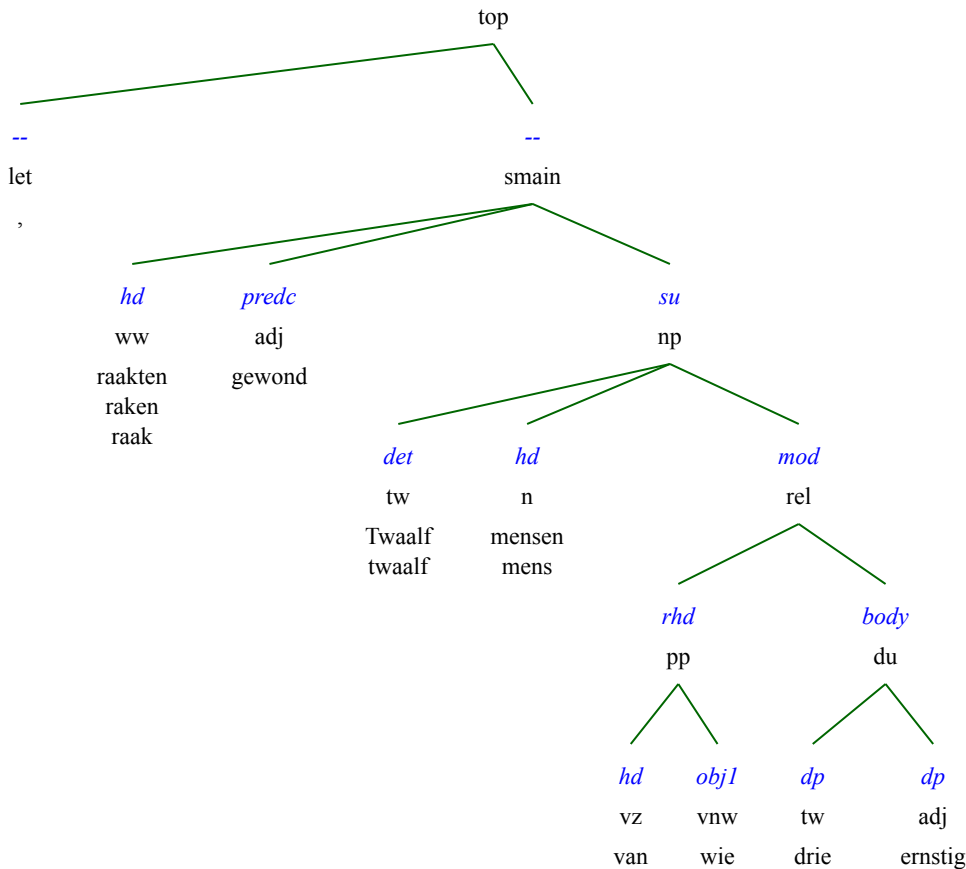 top
-- --
let smain
,
hd predc su
ww adj np
raakten gewond
raken
raak
det hd mod
tw n rel
Twaalf mensen
twaalf mens
rhd body
pp du
hd obj1 dp dp
vz vnw tw adj
van wie drie ernstig